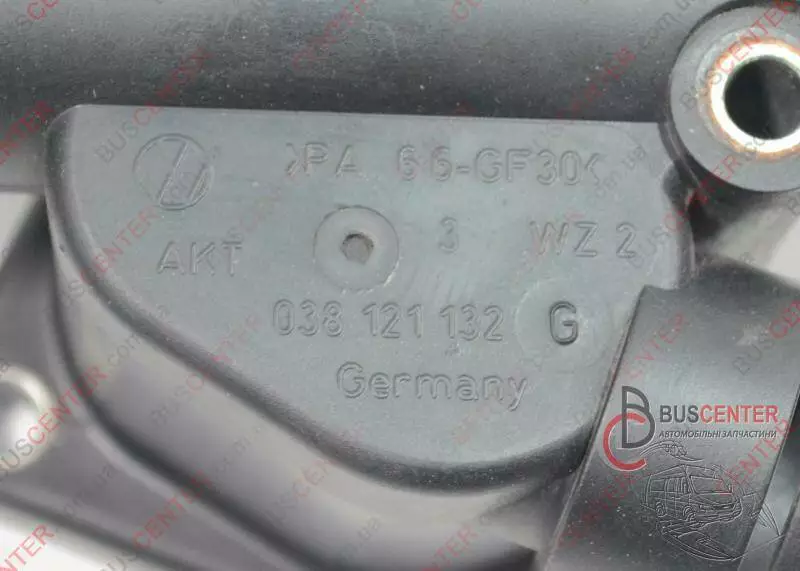 >PA 66-GF30<
AKT 3 WZ 2
038 121 132 G
Germany
BUSCENTER
АВТОМОБІЛЬНІ ЗАПЧАСТИНИ